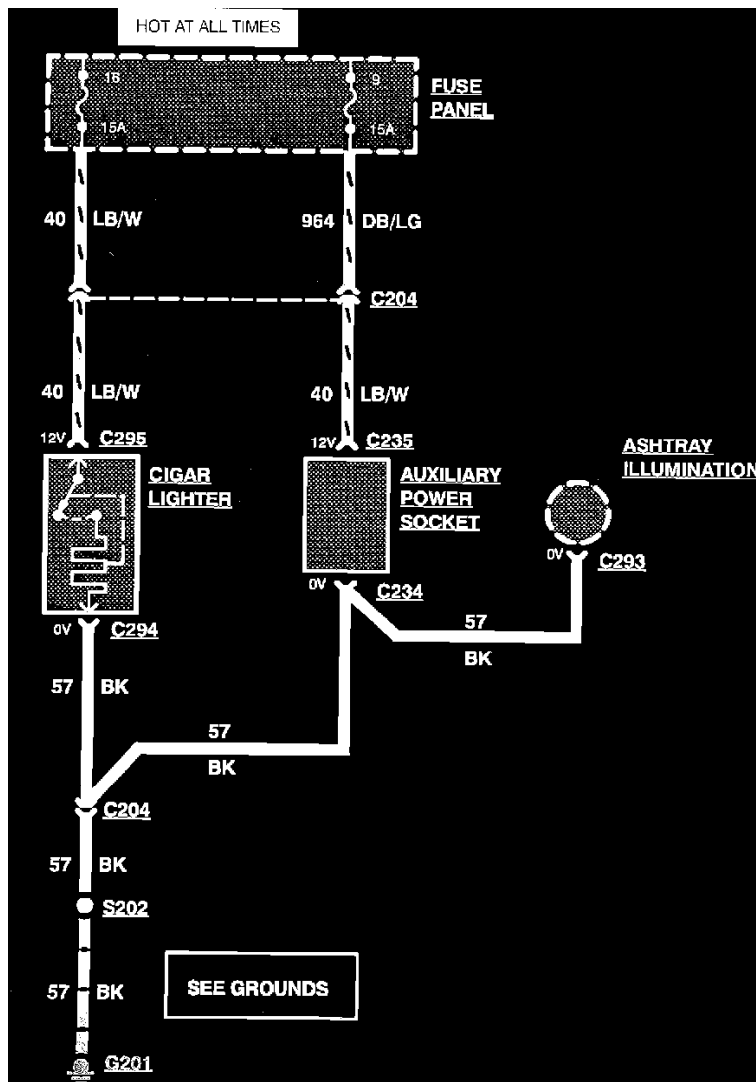 HOT AT ALL TIMES
16
9
FUSE
PANEL
15A
15A
40 LB/W
964 DB/LG
C204
40 LB/W
40 LB/W
12V C295
12V C235
CIGAR
LIGHTER
AUXILIARY
POWER
SOCKET
ASHTRAY
ILLUMINATION
0V C293
0V C234
0V C294
57
BK
57 BK
57
BK
C204
57 BK
S202
SEE GROUNDS
57 BK
G201